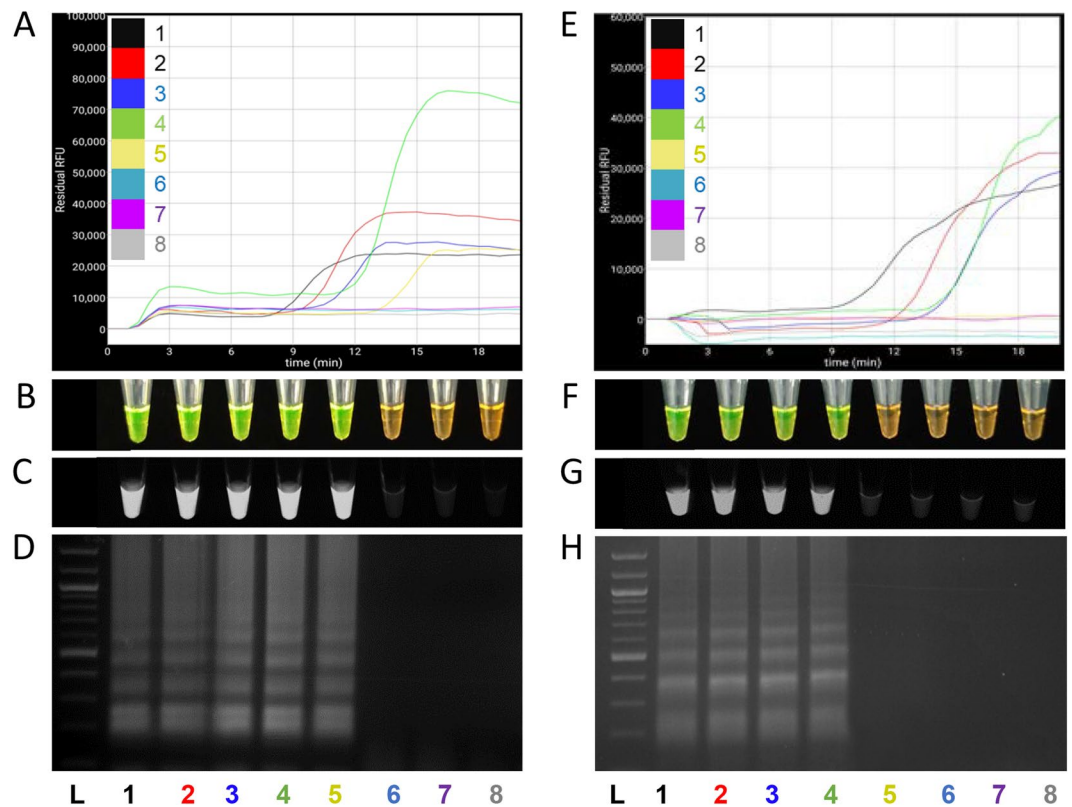 A
100,000
90,000
80,000
70,000
60,000
50,000
40,000
30,000
20,000
10,000
0
Residual RFU
1
2
3
4
5
6
7
8
0 3 6 9 12 15 18
time (min)
E
60,000
50,000
40,000
30,000
20,000
10,000
0
Residual RFU
1
2
3
4
5
6
7
8
0 3 6 9 12 15 18
time (min)
B
F
C
G
D
H
L 1 2 3 4 5 6 7 8
L 1 2 3 4 5 6 7 8